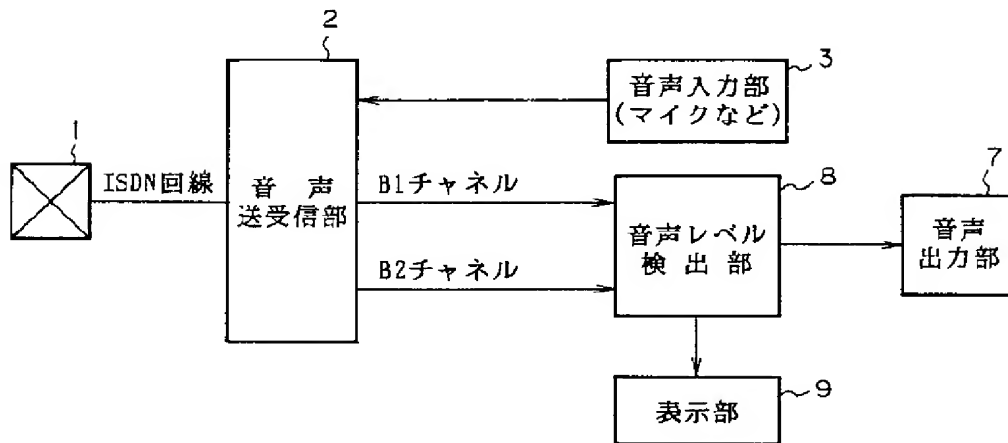 1
ISDN回線
2
音声
送受信部
3
音声入力部
(マイクなど)
B1チャネル
B2チャネル
8
音声レベル
検出部
7
音声
出力部
9
表示部